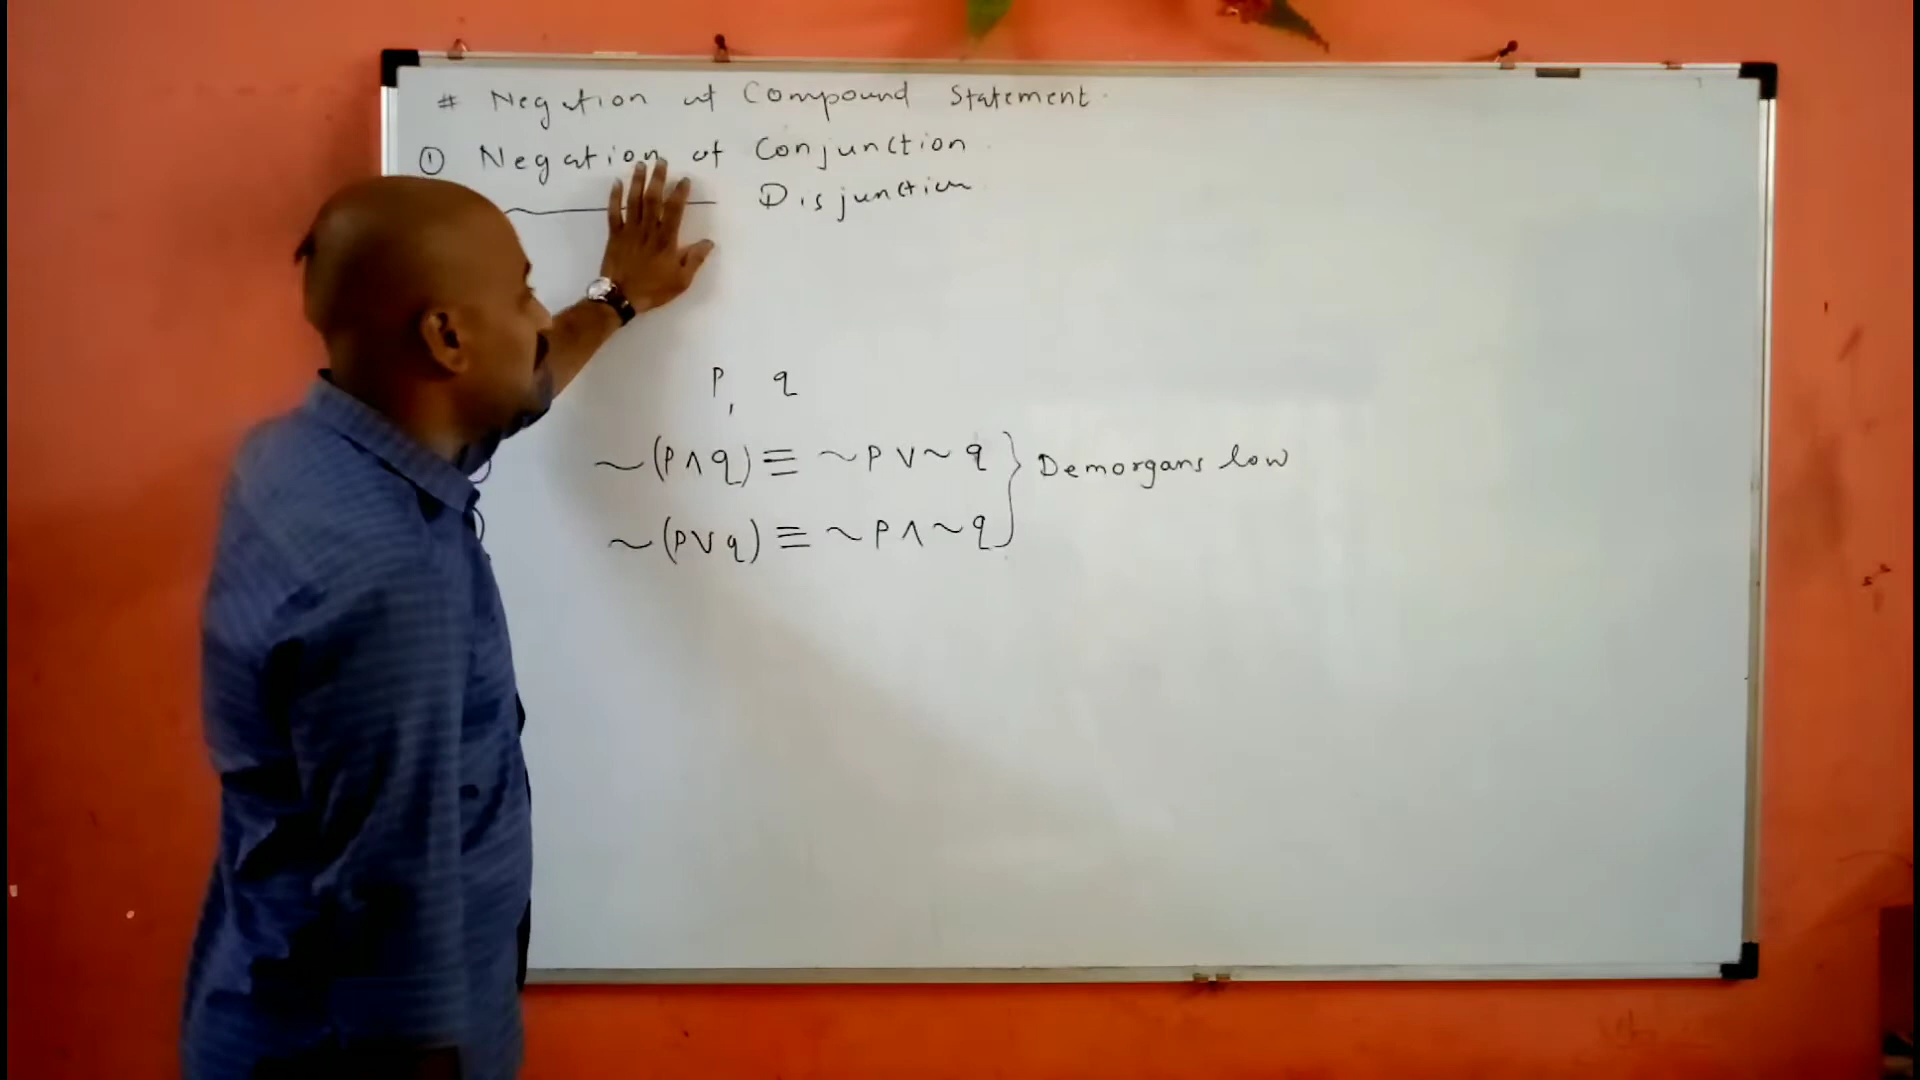 # Negation of Compound Statement.
① Negation of Conjunction
Disjunction
P, q
~(P∧q) ≡ ~P∨~q
~(P∨q) ≡ ~P∧~q
Demorgans low